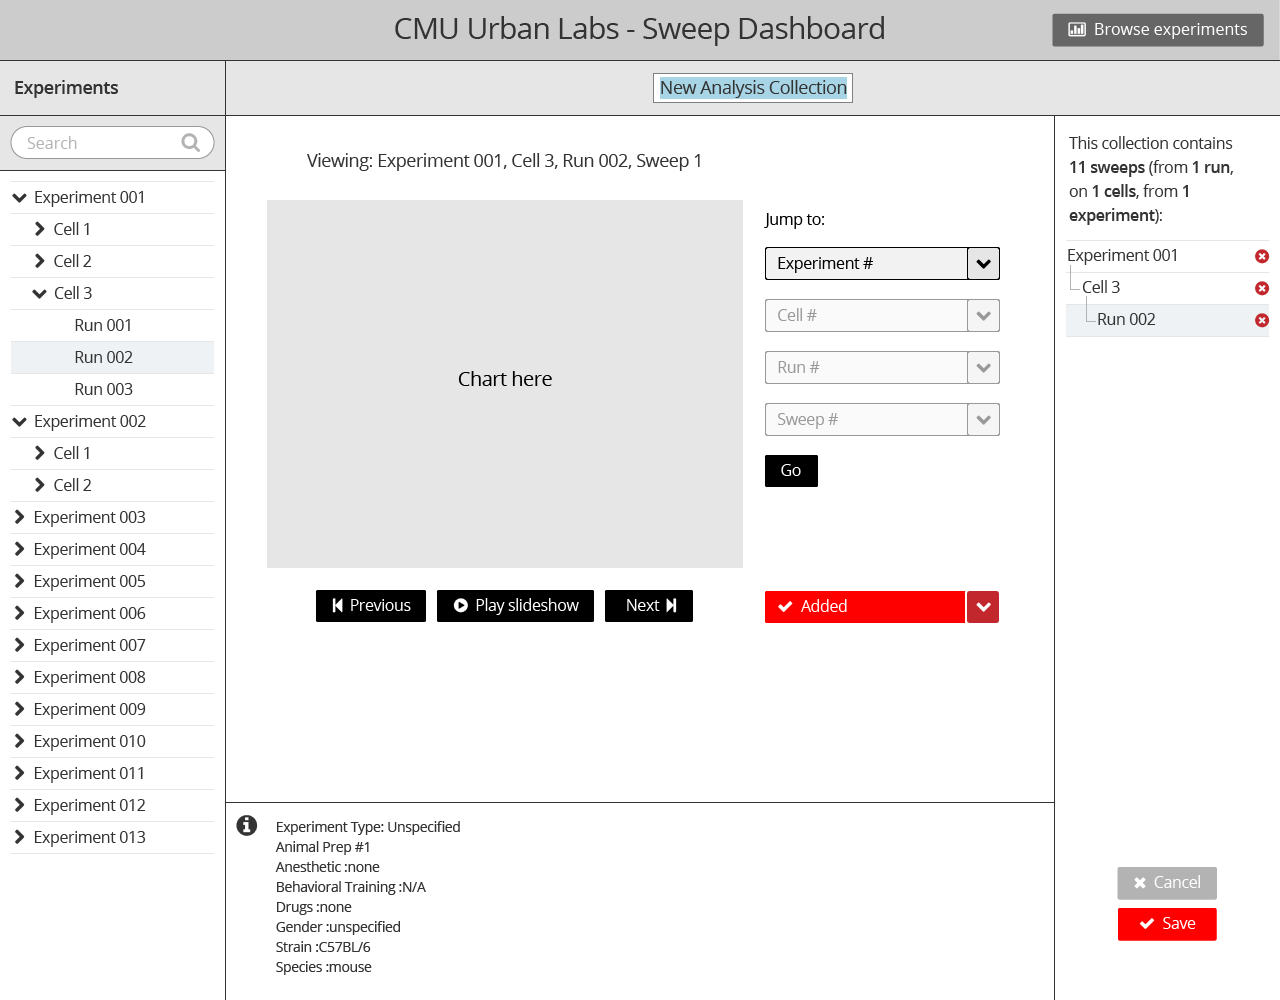 CMU Urban Labs - Sweep Dashboard
Browse experiments
Experiments
New Analysis Collection
Search
Experiment 001
Cell 1
Cell 2
Cell 3
Run 001
Run 002
Run 003
Experiment 002
Cell 1
Cell 2
Experiment 003
Experiment 004
Experiment 005
Experiment 006
Experiment 007
Experiment 008
Experiment 009
Experiment 010
Experiment 011
Experiment 012
Experiment 013
Viewing: Experiment 001, Cell 3, Run 002, Sweep 1
Chart here
Previous
Play slideshow
Next
Jump to:
Experiment #
Cell #
Run #
Sweep #
Go
Added
Experiment Type: Unspecified
Animal Prep #1
Anesthetic :none
Behavioral Training :N/A
Drugs :none
Gender :unspecified
Strain :C57BL/6
Species :mouse
This collection contains
11 sweeps (from 1 run,
on 1 cells, from 1
experiment):
Experiment 001
Cell 3
Run 002
Cancel
Save